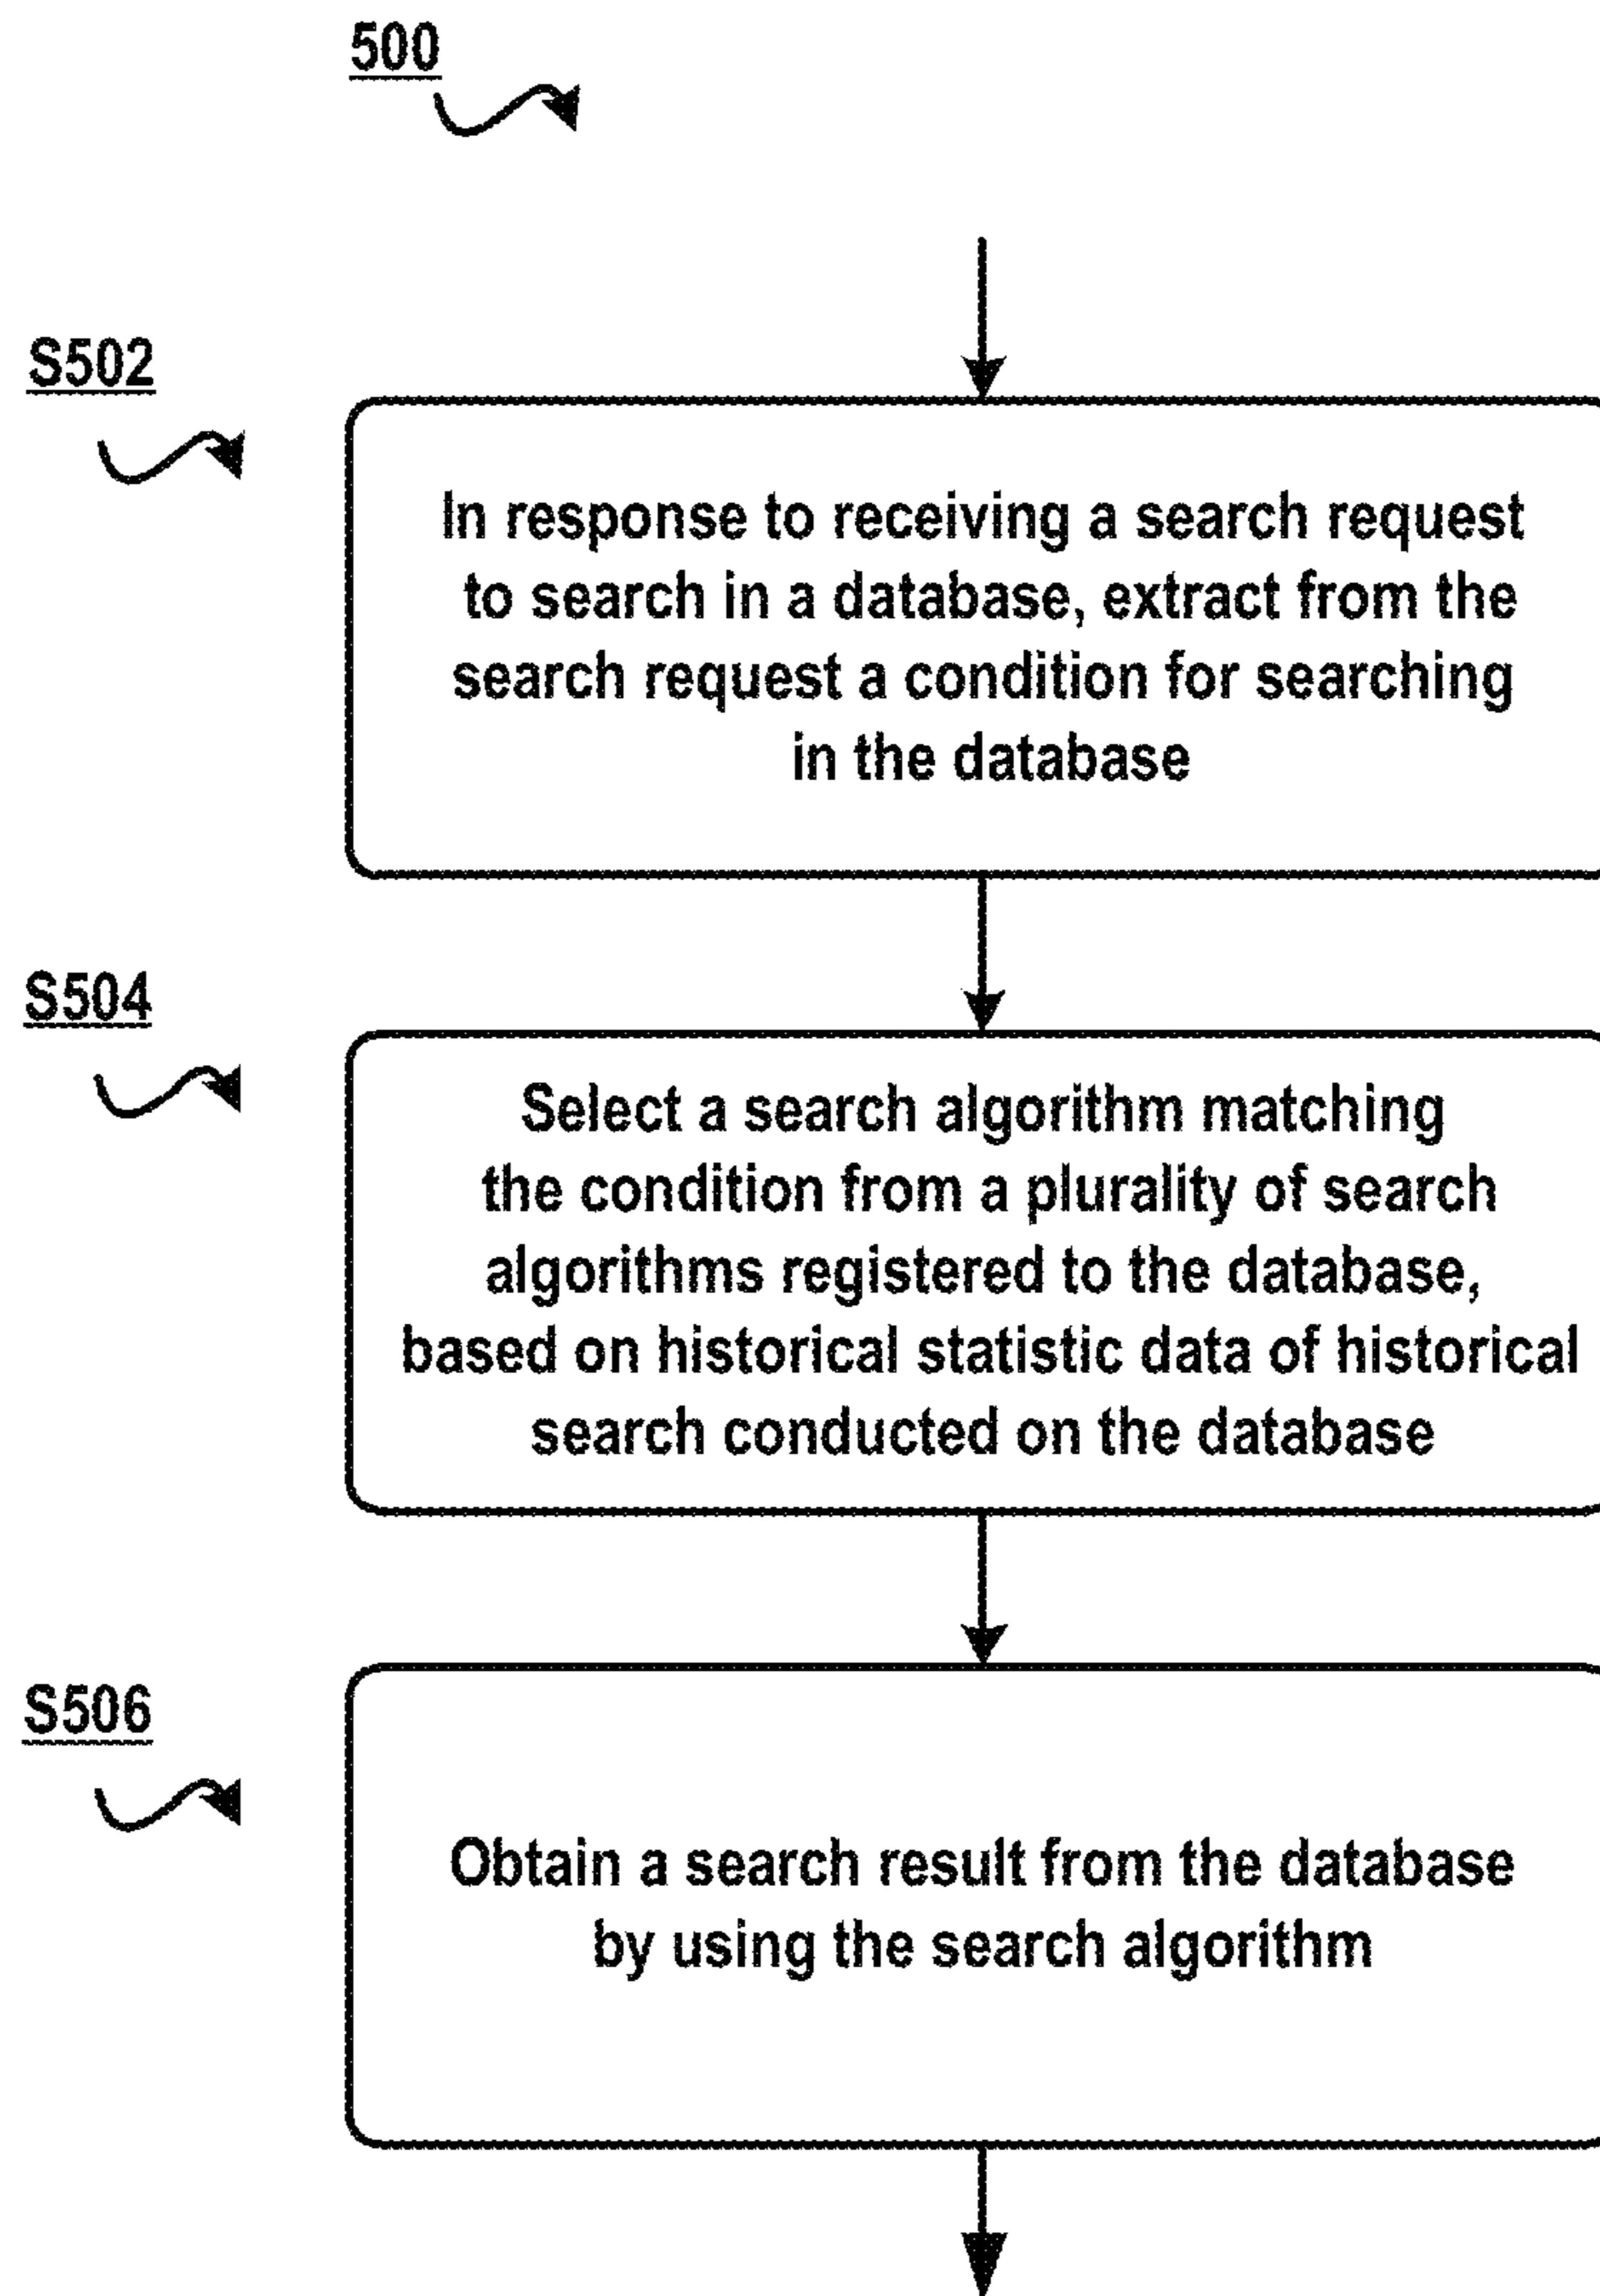 500
S502
In response to receiving a search request
to search in a database, extract from the
search request a condition for searching
in the database
S504
Select a search algorithm matching
the condition from a plurality of search
algorithms registered to the database,
based on historical statistic data of historical
search conducted on the database
S506
Obtain a search result from the database
by using the search algorithm